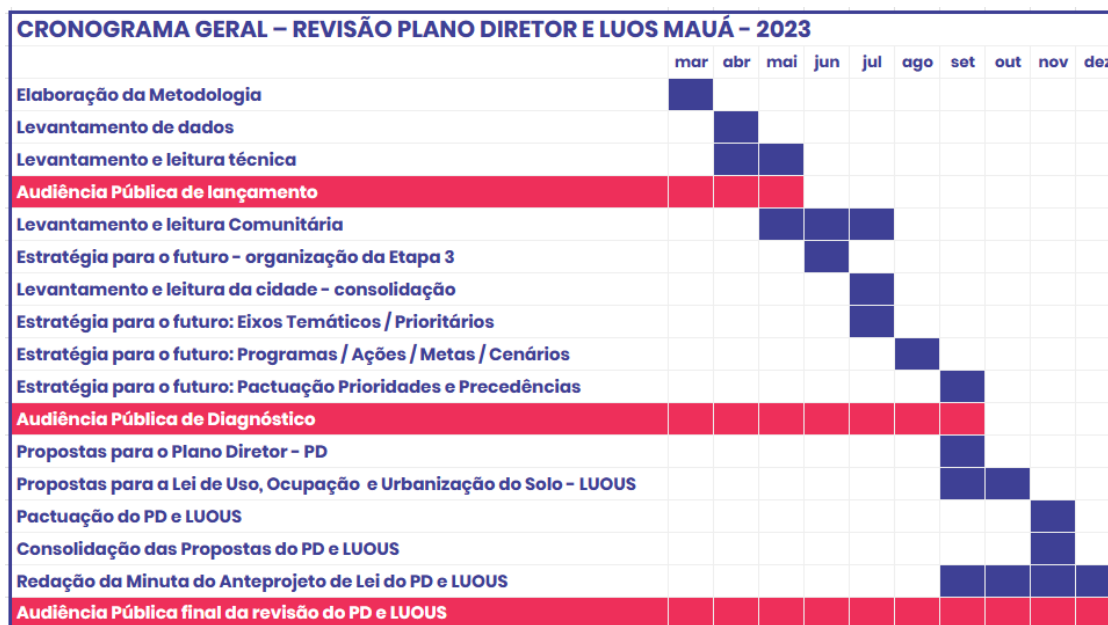 CRONOGRAMA GERAL – REVISÃO PLANO DIRETOR E LUOS MAUÁ - 2023
mar abr mai jun jul ago set out nov dez
Elaboração da Metodologia
Levantamento de dados
Levantamento e leitura técnica
Audiência Pública de lançamento
Levantamento e leitura Comunitária
Estratégia para o futuro - organização da Etapa 3
Levantamento e leitura da cidade - consolidação
Estratégia para o futuro: Eixos Temáticos / Prioritários
Estratégia para o futuro: Programas / Ações / Metas / Cenários
Estratégia para o futuro: Pactuação Prioridades e Precedências
Audiência Pública de Diagnóstico
Propostas para o Plano Diretor - PD
Propostas para a Lei de Uso, Ocupação e Urbanização do Solo - LUOUS
Pactuação do PD e LUOUS
Consolidação das Propostas do PD e LUOUS
Redação da Minuta do Anteprojeto de Lei do PD e LUOUS
Audiência Pública final da revisão do PD e LUOUS